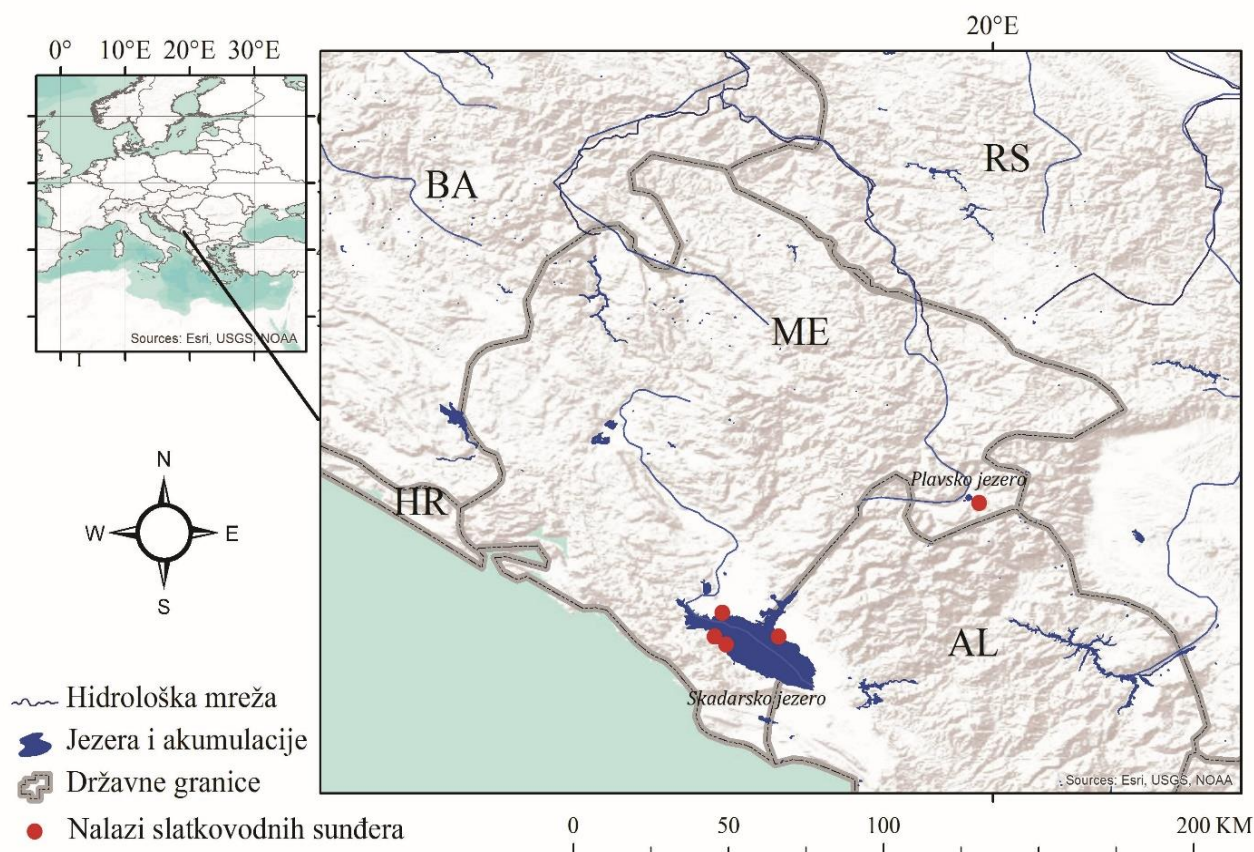 20°E
0° 10°E 20°E 30°E
BA
RS
ME
Sources: Esri, USGS, NOAA
HR
Plavsko jezero
N
W E
S
AL
Skadarsko jezero
Hidrološka mreža
Jezera i akumulacije
Državne granice
Nalazi slatkovodnih sunđera
Sources: Esri, USGS, NOAA
0 50 100 200 KM